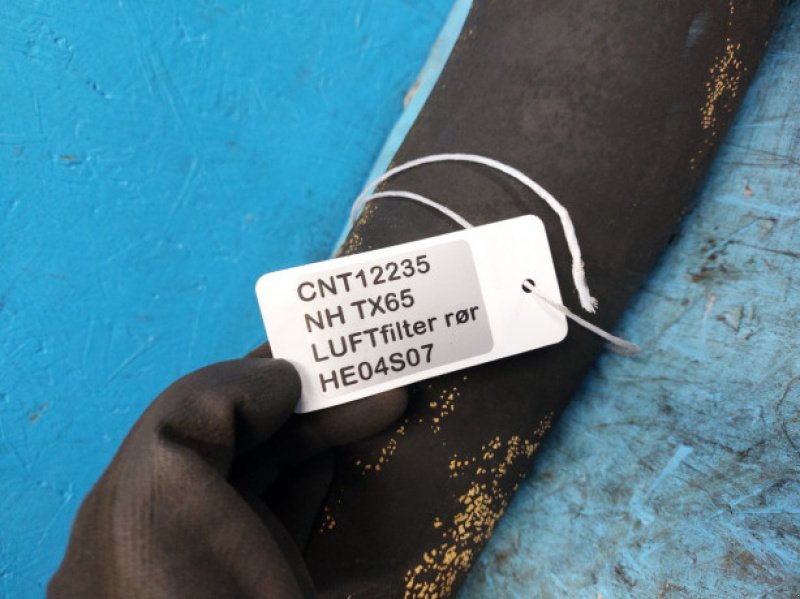 CNT12235
NH TX65
LUFTfilter rør
HE04S07